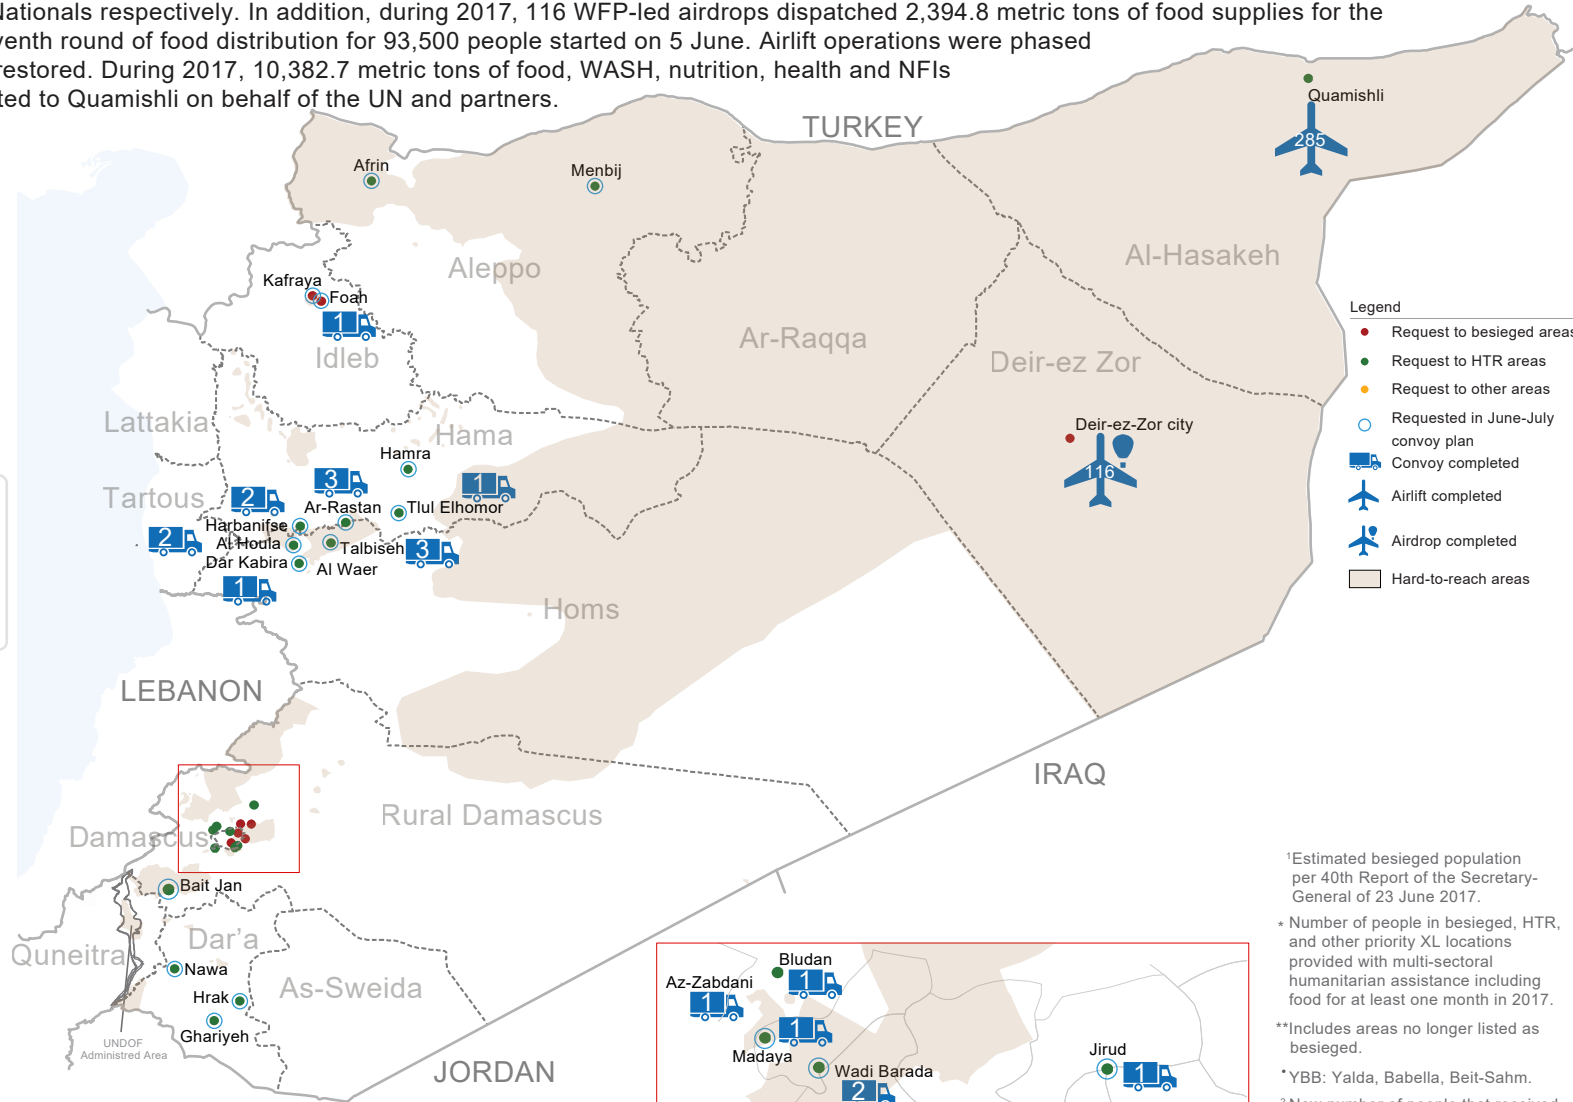 Nationals respectively. In addition, during 2017, 116 WFP-led airdrops dispatched 2,394.8 metric tons of food supplies for the
venth round of food distribution for 93,500 people started on 5 June. Airlift operations were phased
restored. During 2017, 10,382.7 metric tons of food, WASH, nutrition, health and NFIs
ted to Quamishli on behalf of the UN and partners.
TURKEY
Quamishli
285
Afrin
Menbij
Aleppo
Al-Hasakeh
Kafraya
Foah
1
Idleb
Ar-Raqqa
Deir-ez Zor
Legend
Request to besieged areas
Request to HTR areas
Request to other areas
Requested in June-July
convoy plan
Convoy completed
Airlift completed
Airdrop completed
Hard-to-reach areas
Deir-ez-Zor city
116
Lattakia
Hama
Hamra
Tartous
3
1
2
Ar-Rastan
Tlul Elhomor
Harbanifse
2
Al Houla
Talbiseh
3
Dar Kabira
Al Waer
1
Homs
LEBANON
IRAQ
Rural Damascus
Damascus
Bait Jan
Quneitra
Dar'a
Nawa
As-Sweida
Hrak
Ghariyeh
UNDOF
Administred Area
JORDAN
Bludan
Az-Zabdani
1
1
1
Madaya
Wadi Barada
2
Jirud
1
¹Estimated besieged population
per 40th Report of the Secretary-
General of 23 June 2017.
* Number of people in besieged, HTR,
and other priority XL locations
provided with multi-sectoral
humanitarian assistance including
food for at least one month in 2017.
**Includes areas no longer listed as
besieged.
• YBB: Yalda, Babella, Beit-Sahm.